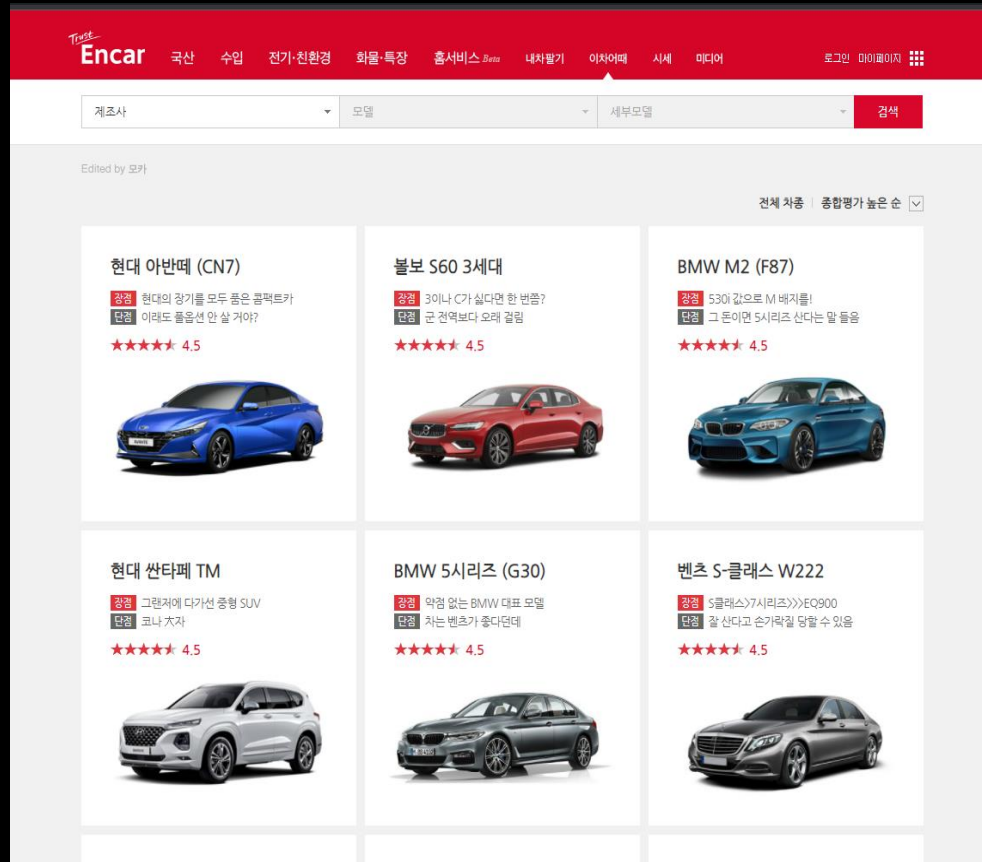 Trust
Encar 국산 수입 전기·친환경 화물·특장 홈서비스 Beta 내차팔기 이차어때 시세 미디어 로그인 마이페이지
제조사 모델 세부모델 검색
Edited by 모카
전체 차종 종합평가 높은 순
현대 아반떼 (CN7)
장점 현대의 장기를 모두 품은 콤팩트카
단점 이래도 풀옵션 안 살 거야?
4.5
볼보 S60 3세대
장점 3이나 C가 싫다면 한 번쯤?
단점 군 전역보다 오래 걸림
4.5
BMW M2 (F87)
장점 530i 값으로 M 배지를!
단점 그 돈이면 5시리즈 산다는 말 들음
4.5
현대 싼타페 TM
장점 그랜저에 다가선 중형 SUV
단점 코나 大자
4.5
BMW 5시리즈 (G30)
장점 약점 없는 BMW 대표 모델
단점 차는 벤츠가 좋다던데
4.5
벤츠 S-클래스 W222
장점 S클래스>7시리즈>>>EQ900
단점 잘 산다고 손가락질 당할 수 있음
4.5